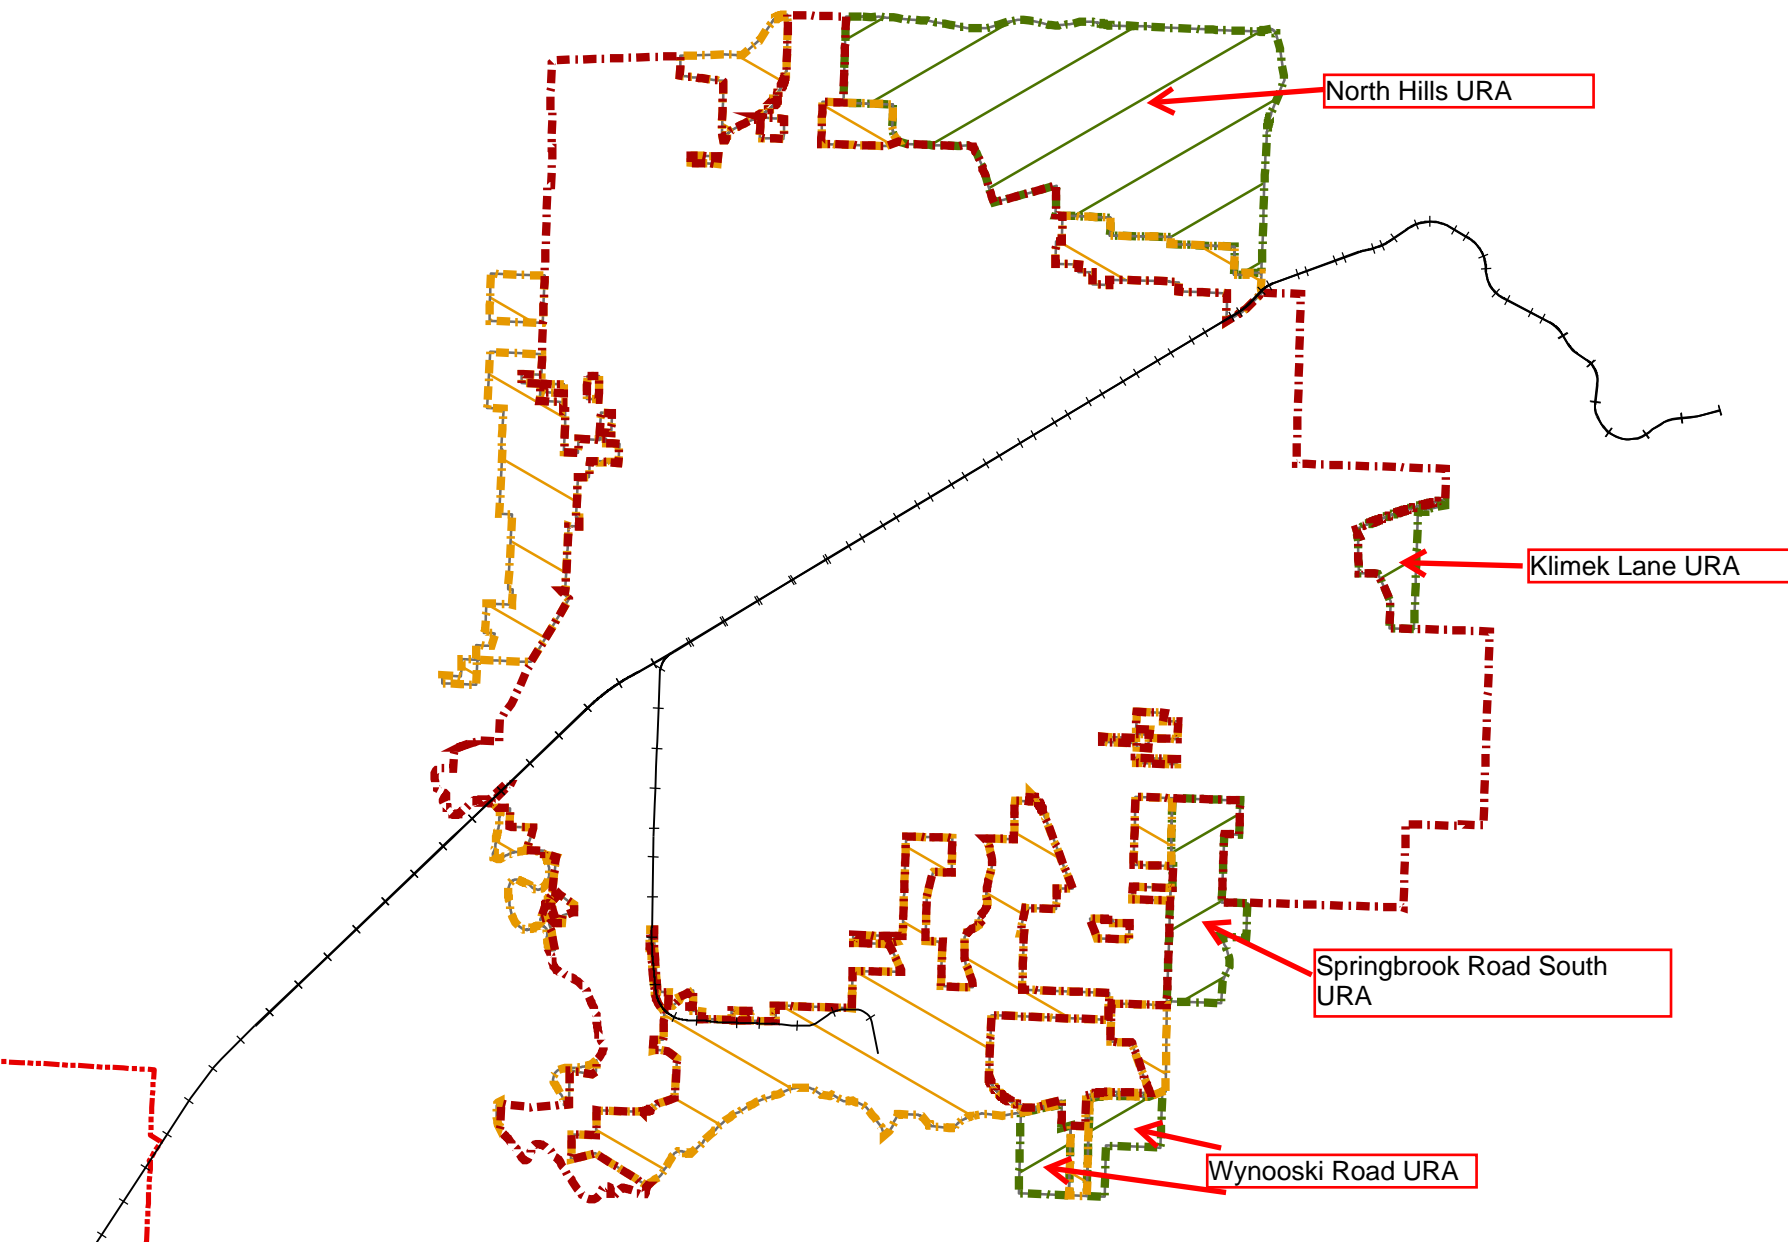 North Hills URA
Klimek Lane URA
Springbrook Road South
URA
Wynooski Road URA